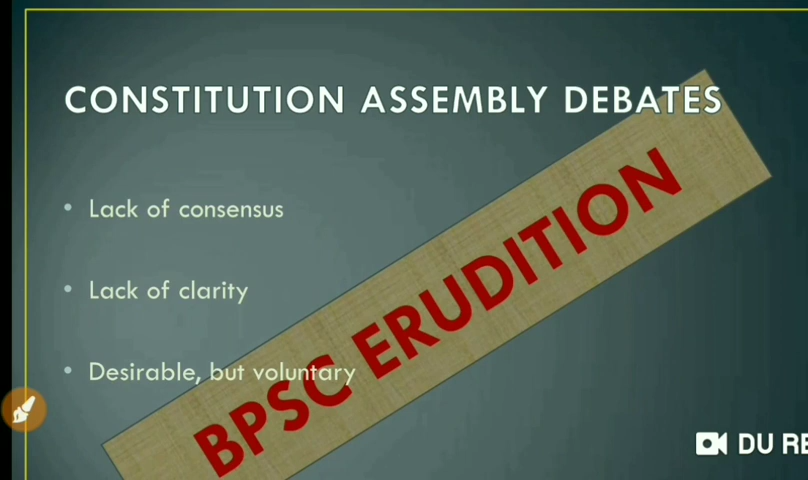 CONSTITUTION ASSEMBLY DEBATES
• Lack of consensus
• Lack of clarity
• Desirable, but voluntary
BPSC ERUDITION
DU RE